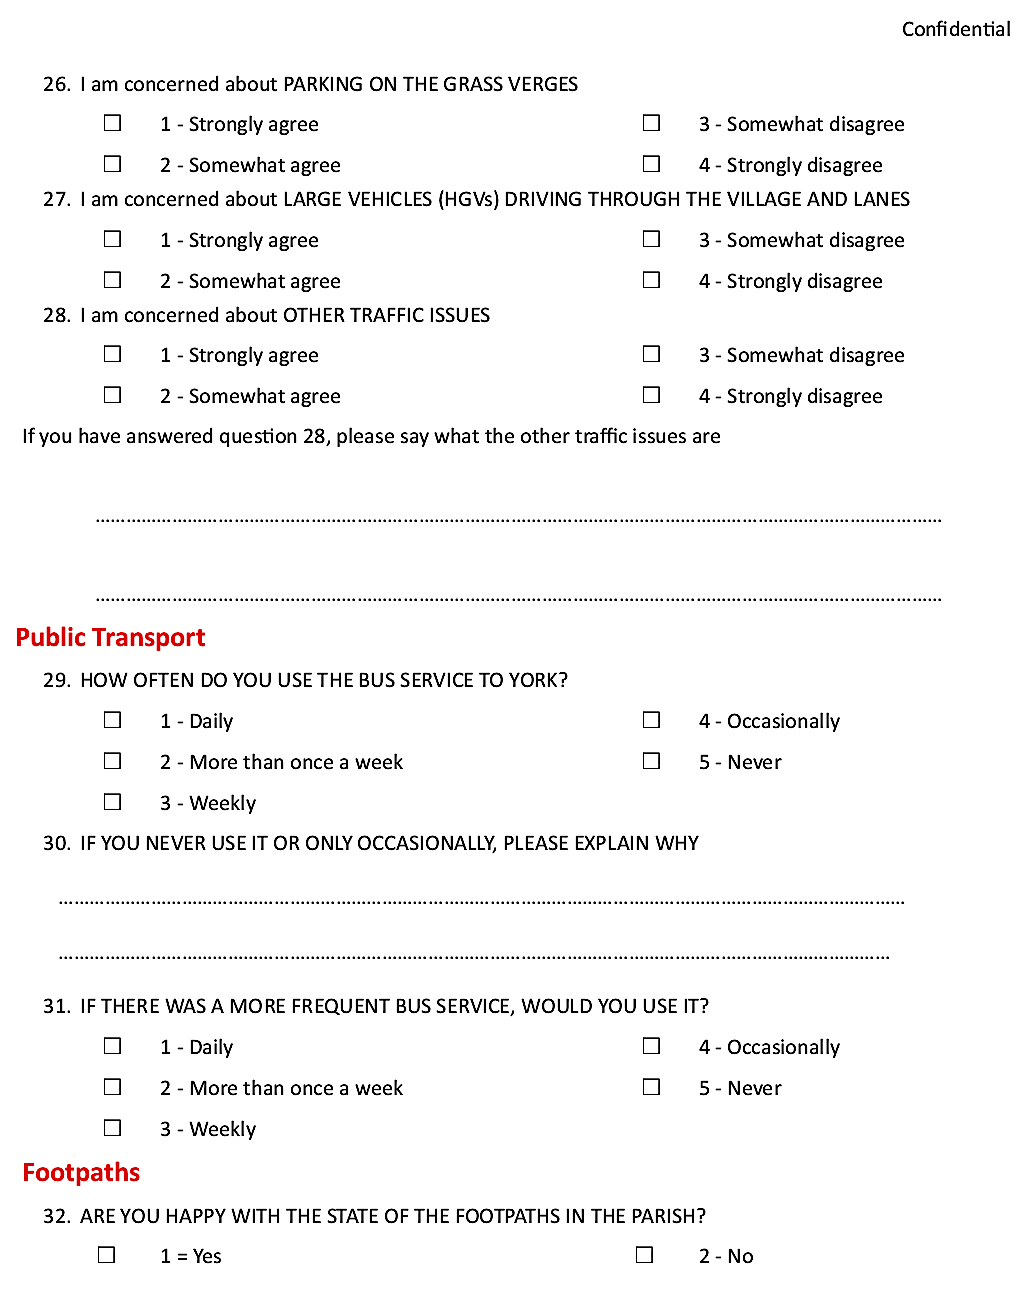 Confidential
26. I am concerned about PARKING ON THE GRASS VERGES
☐ 1 - Strongly agree ☐ 3 - Somewhat disagree
☐ 2 - Somewhat agree ☐ 4 - Strongly disagree
27. I am concerned about LARGE VEHICLES (HGVs) DRIVING THROUGH THE VILLAGE AND LANES
☐ 1 - Strongly agree ☐ 3 - Somewhat disagree
☐ 2 - Somewhat agree ☐ 4 - Strongly disagree
28. I am concerned about OTHER TRAFFIC ISSUES
☐ 1 - Strongly agree ☐ 3 - Somewhat disagree
☐ 2 - Somewhat agree ☐ 4 - Strongly disagree
If you have answered question 28, please say what the other traffic issues are
Public Transport
29. HOW OFTEN DO YOU USE THE BUS SERVICE TO YORK?
☐ 1 - Daily ☐ 4 - Occasionally
☐ 2 - More than once a week ☐ 5 - Never
☐ 3 - Weekly
30. IF YOU NEVER USE IT OR ONLY OCCASIONALLY, PLEASE EXPLAIN WHY
31. IF THERE WAS A MORE FREQUENT BUS SERVICE, WOULD YOU USE IT?
☐ 1 - Daily ☐ 4 - Occasionally
☐ 2 - More than once a week ☐ 5 - Never
☐ 3 - Weekly
Footpaths
32. ARE YOU HAPPY WITH THE STATE OF THE FOOTPATHS IN THE PARISH?
☐ 1 = Yes ☐ 2 - No